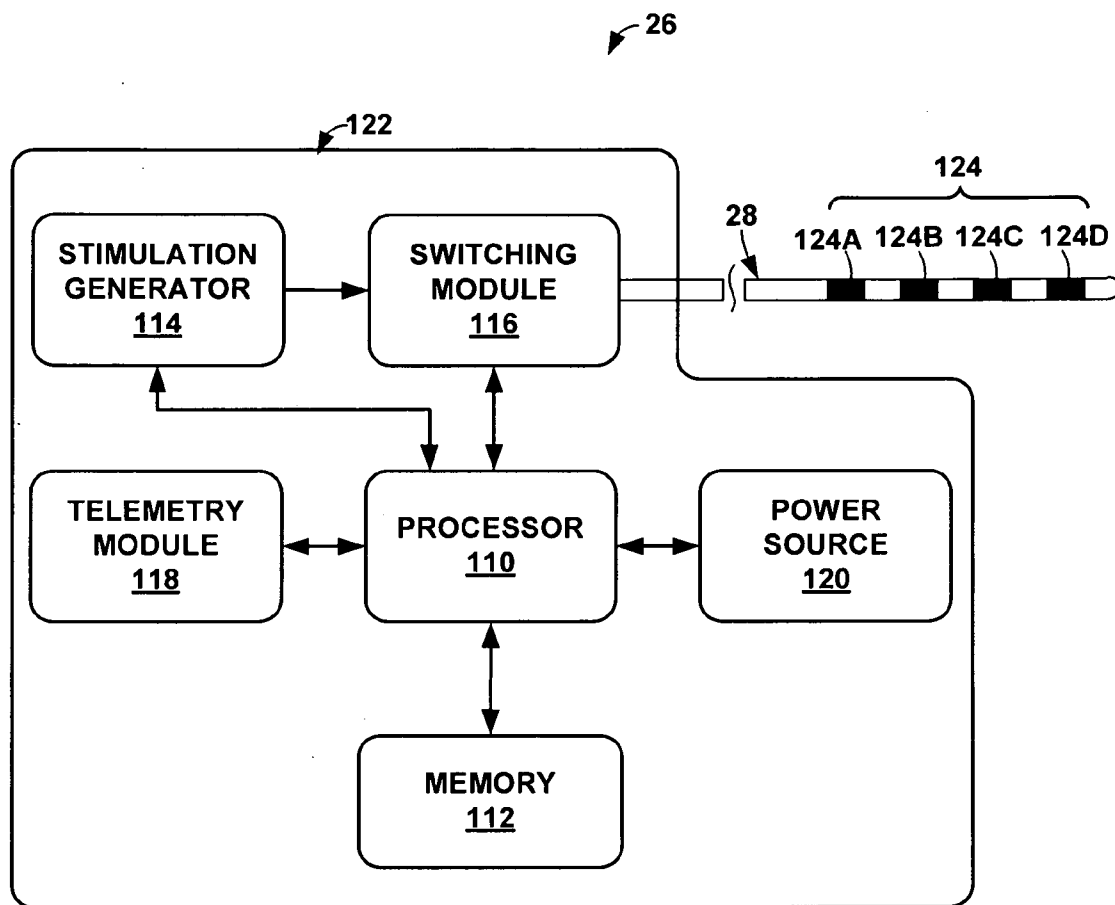 26
122
124
28
124A 124B 124C 124D
STIMULATION
GENERATOR
114
SWITCHING
MODULE
116
TELEMETRY
MODULE
118
PROCESSOR
110
POWER
SOURCE
120
MEMORY
112